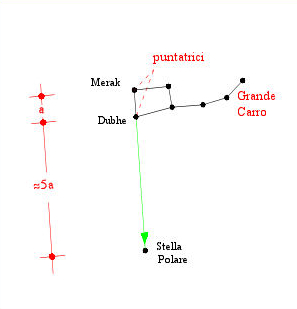 puntatrici
Merak
Grande
Carro
a
Dubhe
≈5a
Stella
Polare